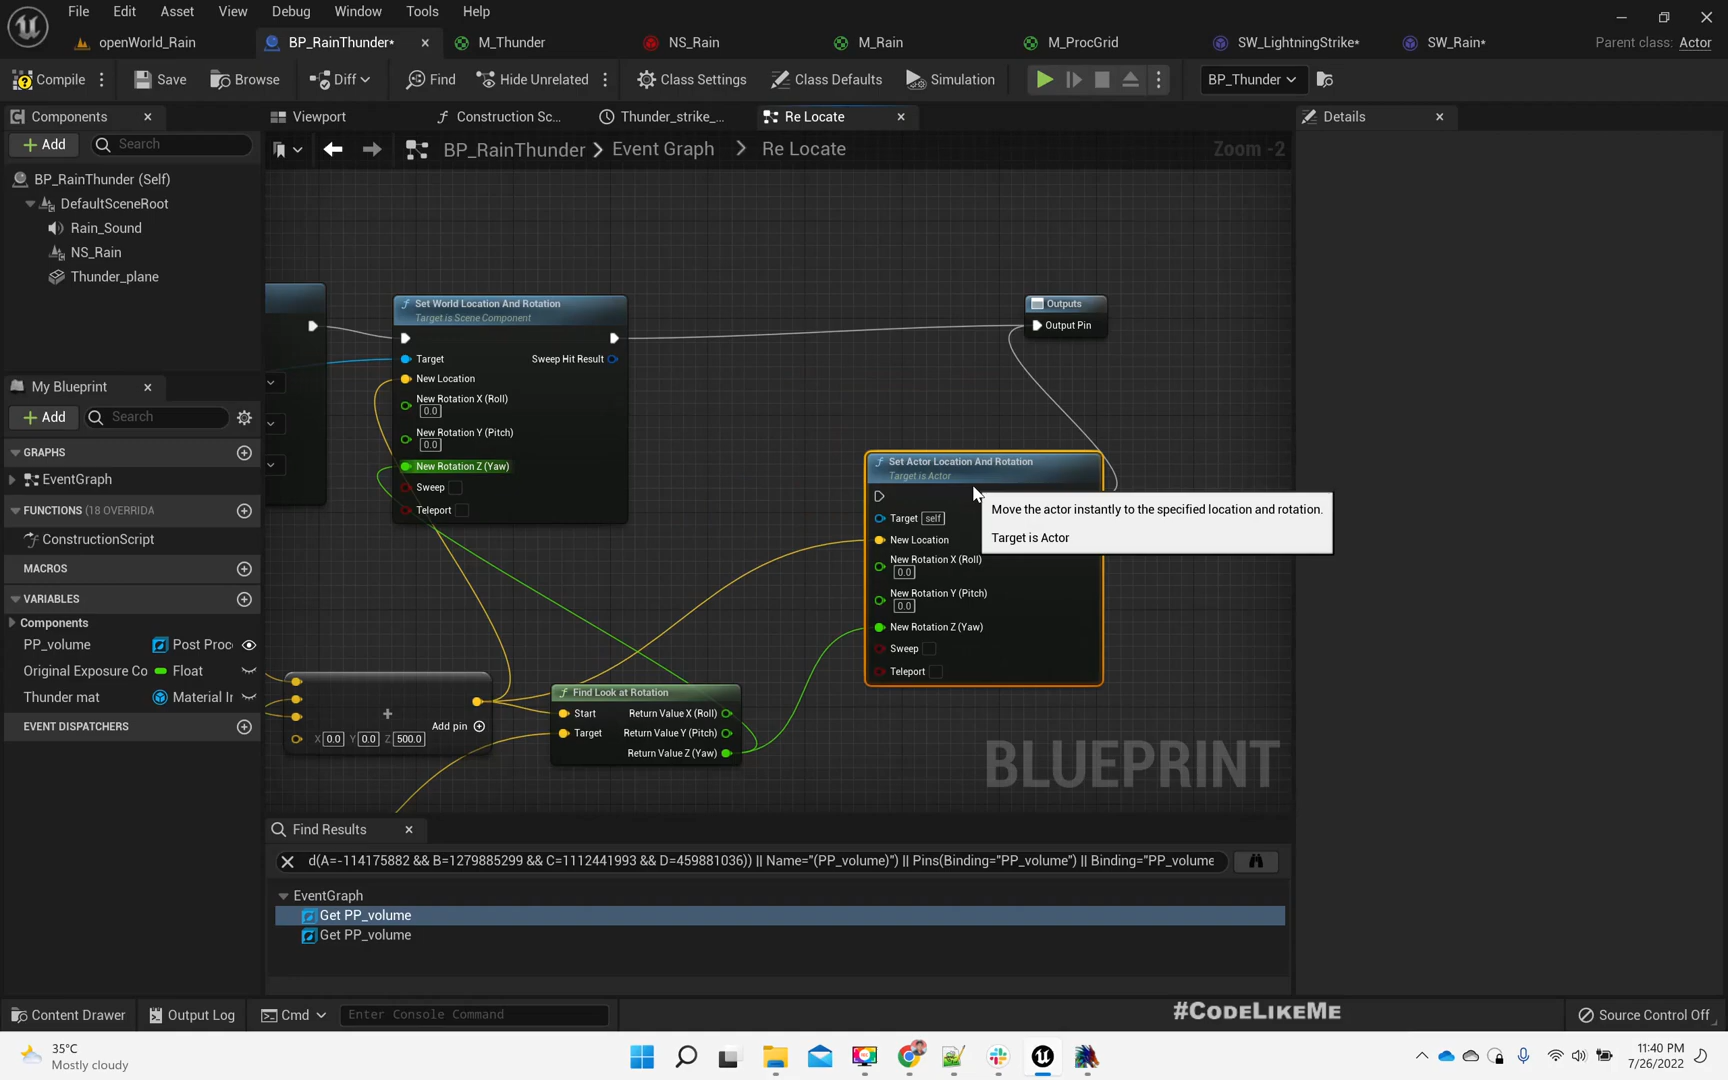 File Edit Asset View Debug Window Tools Help
openWorld_Rain BP_RainThunder* M_Thunder NS_Rain M_Rain M_ProcGrid SW_LightningStrike* SW_Rain* Parent class: Actor
Compile Save Browse Diff Find Hide Unrelated Class Settings Class Defaults Simulation BP_Thunder
Components Viewport Construction Sc... Thunder_strike_... Re Locate Details
Add Search BP_RainThunder > Event Graph > Re Locate Zoom -2
BP_RainThunder (Self)
DefaultSceneRoot
Rain_Sound
NS_Rain
Thunder_plane
My Blueprint
Add Search
GRAPHS
EventGraph
FUNCTIONS (18 OVERRIDA
ConstructionScript
MACROS
VARIABLES
Components
PP_volume Post Proc
Original Exposure Co Float
Thunder mat Material Ir
EVENT DISPATCHERS
Set World Location And Rotation
Target is Scene Component
Target Sweep Hit Result
New Location
New Rotation X (Roll)
0.0
New Rotation Y (Pitch)
0.0
New Rotation Z (Yaw)
Sweep
Teleport
Outputs
Output Pin
Set Actor Location And Rotation
Target is Actor
Target self
New Location
New Rotation X (Roll)
0.0
New Rotation Y (Pitch)
0.0
New Rotation Z (Yaw)
Sweep
Teleport
Move the actor instantly to the specified location and rotation.
Target is Actor
Add pin
X 0.0 Y 0.0 Z 500.0
Find Look at Rotation
Start Return Value X (Roll)
Target Return Value Y (Pitch)
Return Value Z (Yaw)
BLUEPRINT
Find Results
d(A=-114175882 && B=1279885299 && C=1112441993 && D=459881036)) || Name="(PP_volume)") || Pins(Binding="PP_volume") || Binding="PP_volume
EventGraph
Get PP_volume
Get PP_volume
Content Drawer Output Log Cmd Enter Console Command #CODELIKEME Source Control Off
35°C
Mostly cloudy
11:40 PM
7/26/2022